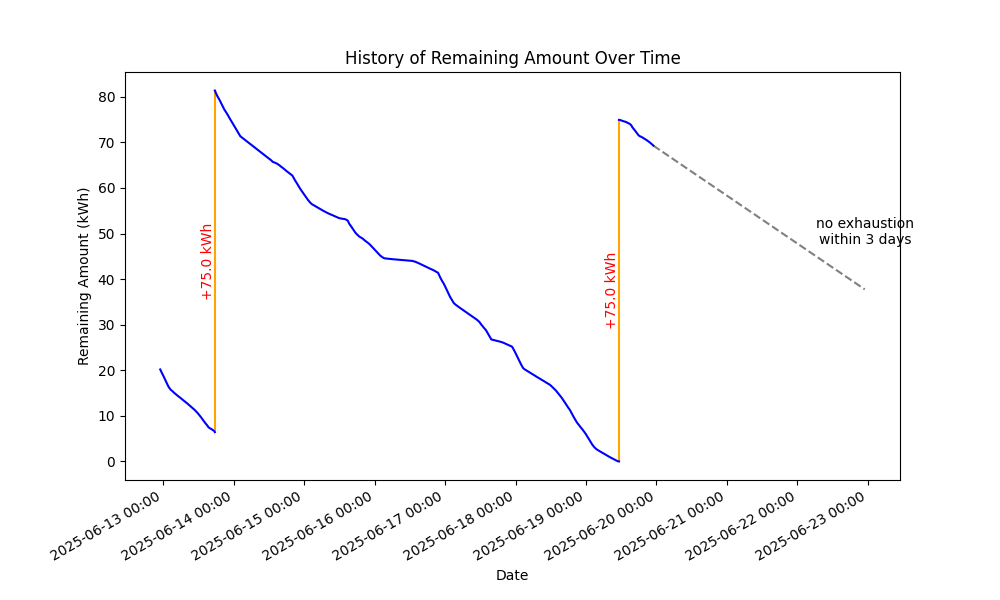 History of Remaining Amount Over Time
Remaining Amount (kWh)
80
70
60
50
40
30
20
10
0
+75.0 kWh
+75.0 kWh
no exhaustion
within 3 days
2025-06-13 00:00
2025-06-14 00:00
2025-06-15 00:00
2025-06-16 00:00
2025-06-17 00:00
2025-06-18 00:00
2025-06-19 00:00
2025-06-20 00:00
2025-06-21 00:00
2025-06-22 00:00
2025-06-23 00:00
Date